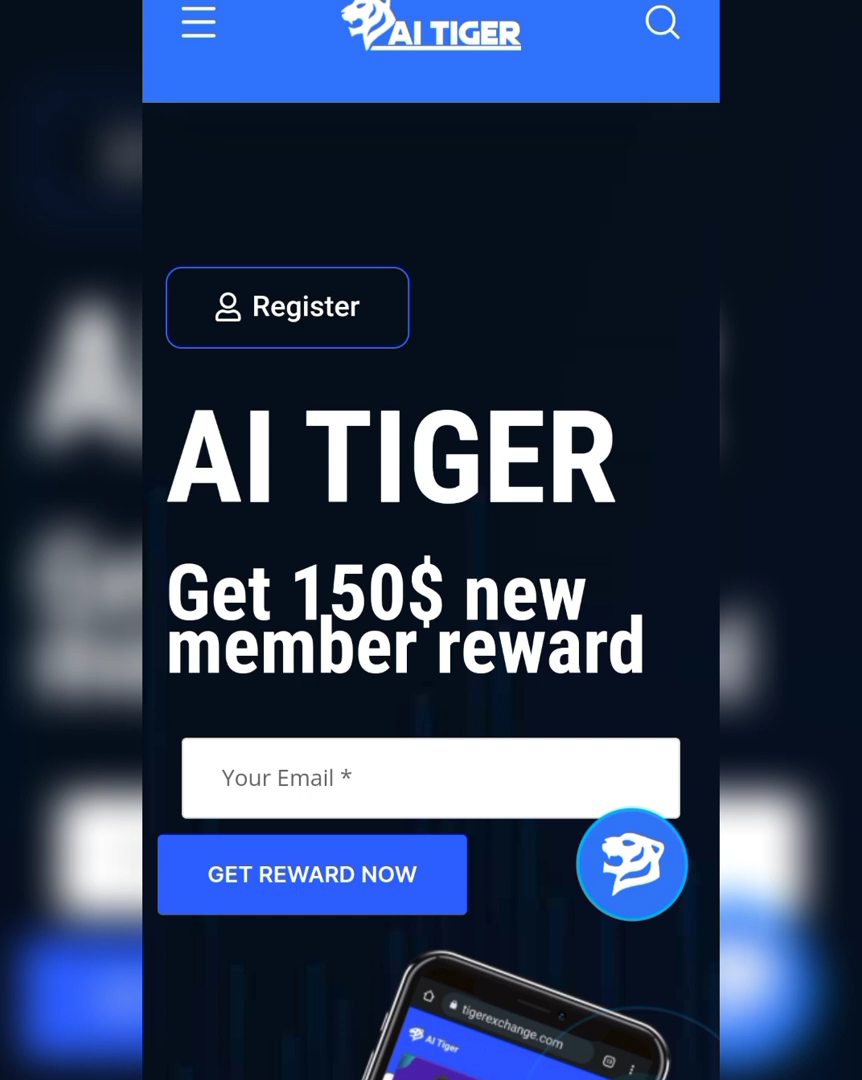 AI TIGER
Register
AI TIGER
Get 150$ new
member reward
Your Email *
GET REWARD NOW
tigerexchange.com
AI Tiger